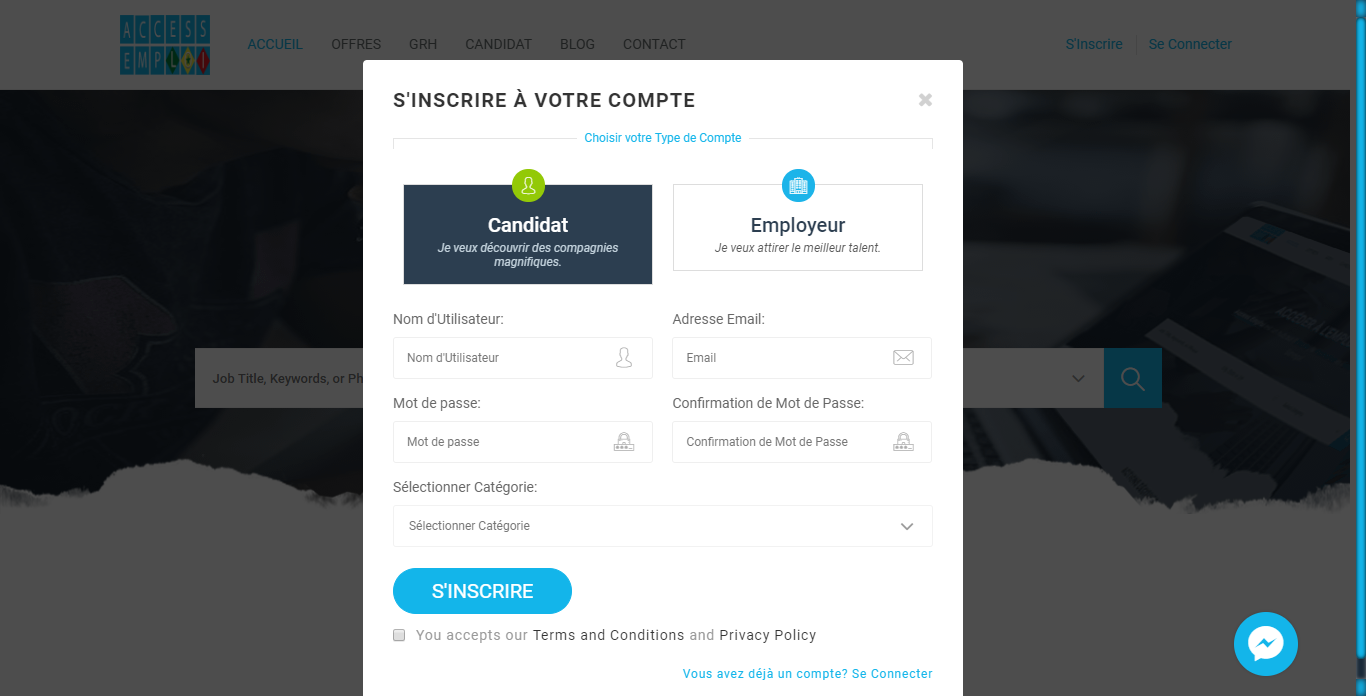 ACCESS
EMPL I
ACCUEIL OFFRES GRH CANDIDAT BLOG CONTACT S'Inscrire Se Connecter
S'INSCRIRE À VOTRE COMPTE
Choisir votre Type de Compte
Candidat
Je veux découvrir des compagnies
magnifiques.
Employeur
Je veux attirer le meilleur talent.
Nom d'Utilisateur: Adresse Email:
Nom d'Utilisateur Email
Job Title, Keywords, or Ph
Mot de passe: Confirmation de Mot de Passe:
Mot de passe Confirmation de Mot de Passe
Sélectionner Catégorie:
Sélectionner Catégorie
S'INSCRIRE
You accepts our Terms and Conditions and Privacy Policy
Vous avez déjà un compte? Se Connecter